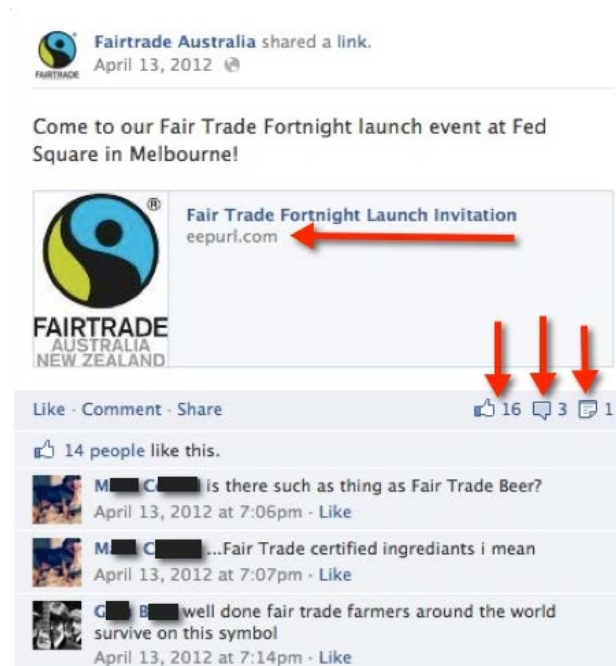 Fairtrade Australia shared a link.
FAIRTRADE
April 13, 2012
Come to our Fair Trade Fortnight launch event at Fed
Square in Melbourne!
®
Fair Trade Fortnight Launch Invitation
eepurl.com
FAIRTRADE
AUSTRALIA
NEW ZEALAND
Like · Comment · Share 16 3 1
14 people like this.
M C is there such as thing as Fair Trade Beer?
April 13, 2012 at 7:06pm · Like
M C ...Fair Trade certified ingrediants i mean
April 13, 2012 at 7:07pm · Like
G B well done fair trade farmers around the world
survive on this symbol
April 13, 2012 at 7:14pm · Like